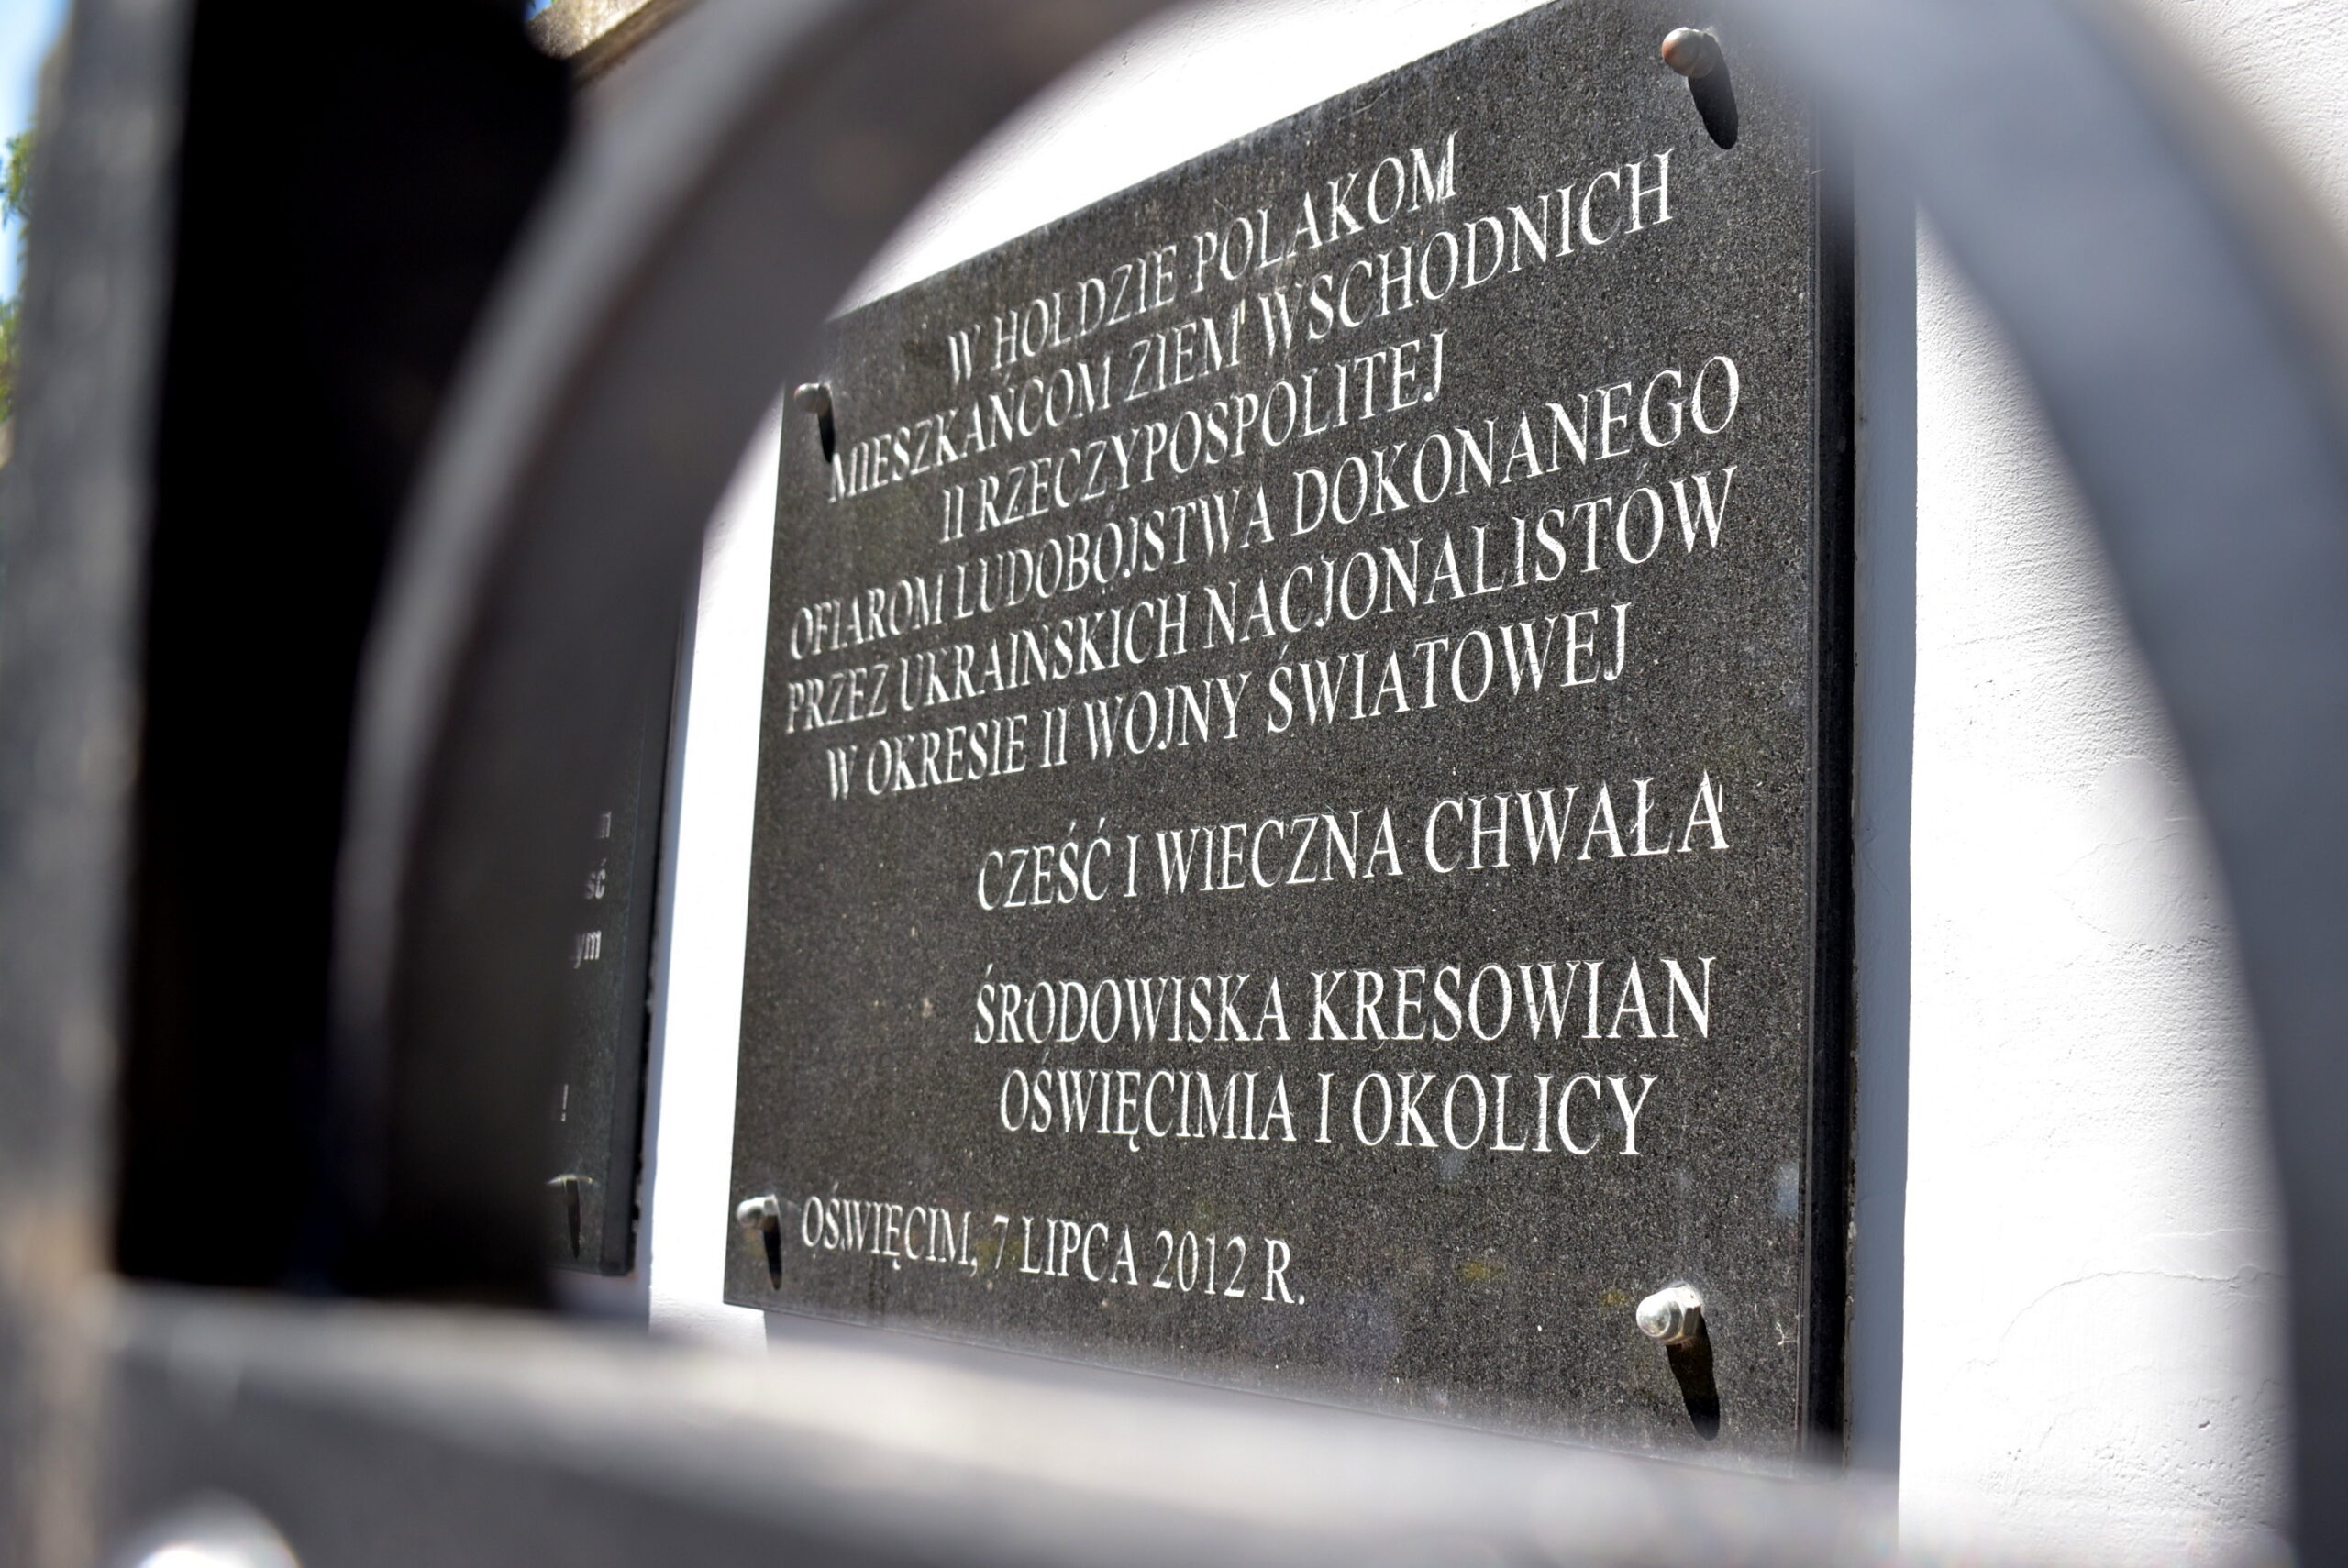 W HOŁDZIE POLAKOM
MIESZKAŃCOM ZIEM WSCHODNICH
II RZECZYPOSPOLITEJ
OFIAROM LUDOBÓJSTWA DOKONANEGO
PRZEZ UKRAIŃSKICH NACJONALISTÓW
W OKRESIE II WOJNY ŚWIATOWEJ
CZEŚĆ I WIECZNA CHWAŁA
ŚRODOWISKA KRESOWIAN
OŚWIĘCIMIA I OKOLICY
OŚWIĘCIM, 7 LIPCA 2012 R.